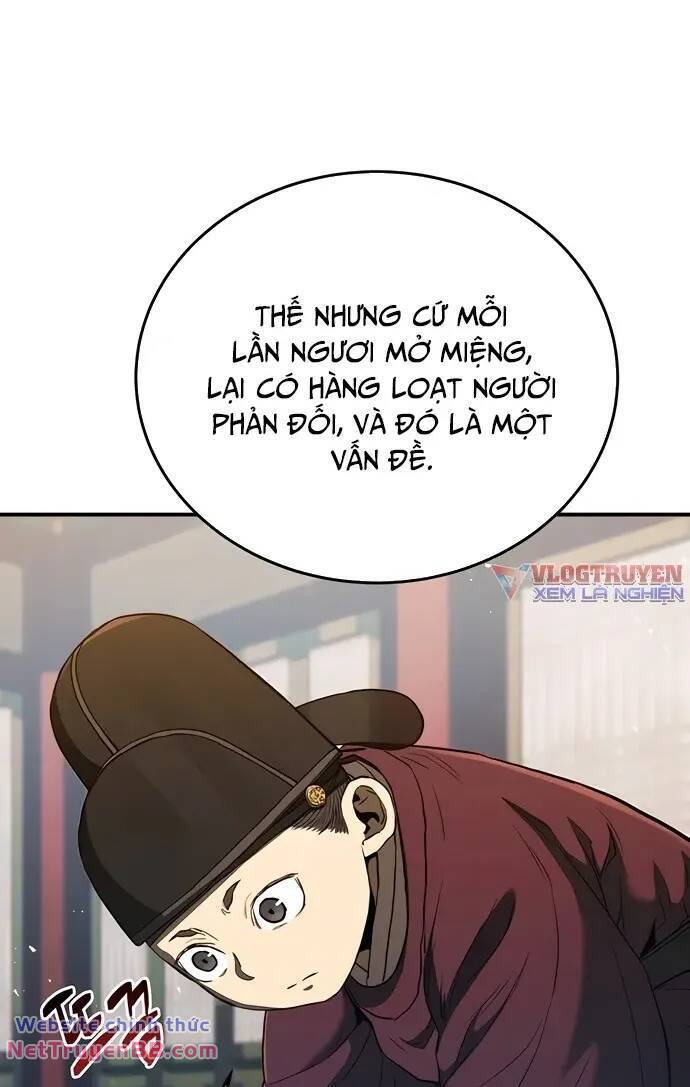 THẾ NHƯNG CỨ MỖI
LẦN NGƯƠI MỞ MIỆNG,
LẠI CÓ HÀNG LOẠT NGƯỜI
PHẢN ĐỐI, VÀ ĐÓ LÀ MỘT
VẤN ĐỀ.
VLOGTRUYEN
XEM LÀ NGHIỆN
Website chính thức
NetTruyenBB.com